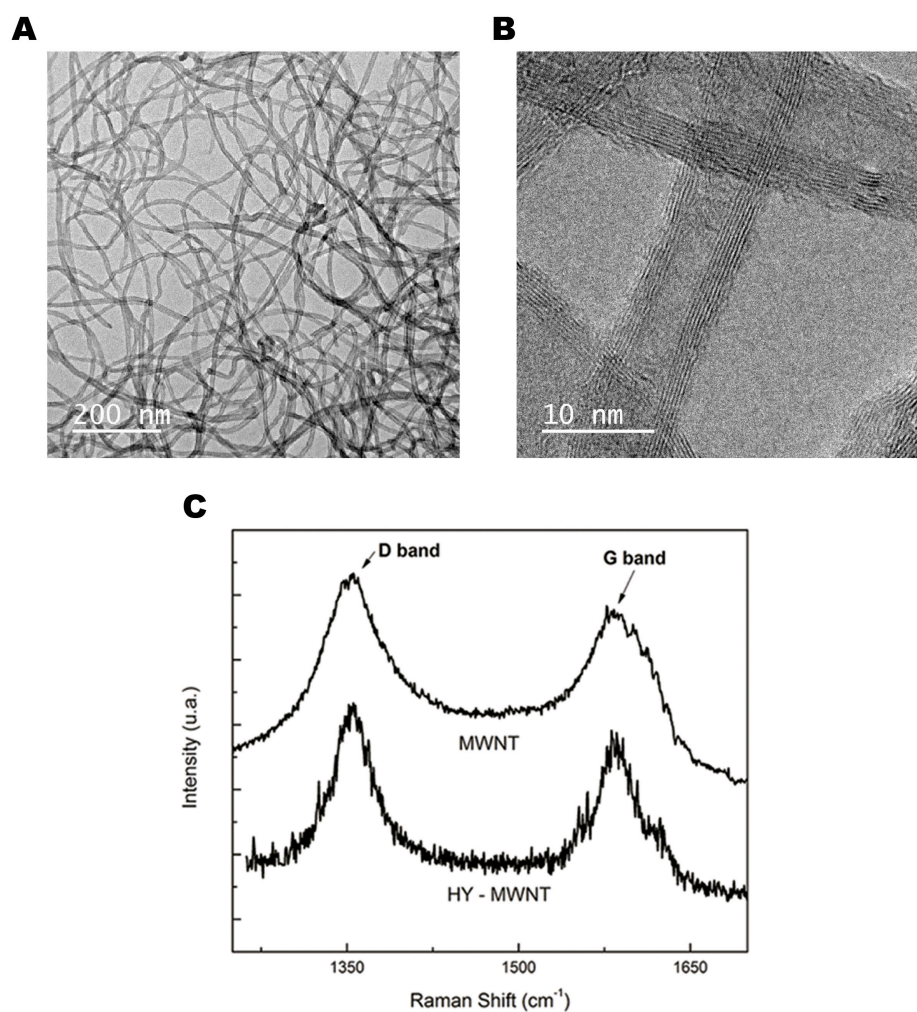 A
B
200 nm
10 nm
C
D band
G band
MWNT
HY - MWNT
Intensity (u.a.)
1350
1500
1650
Raman Shift (cm⁻¹)